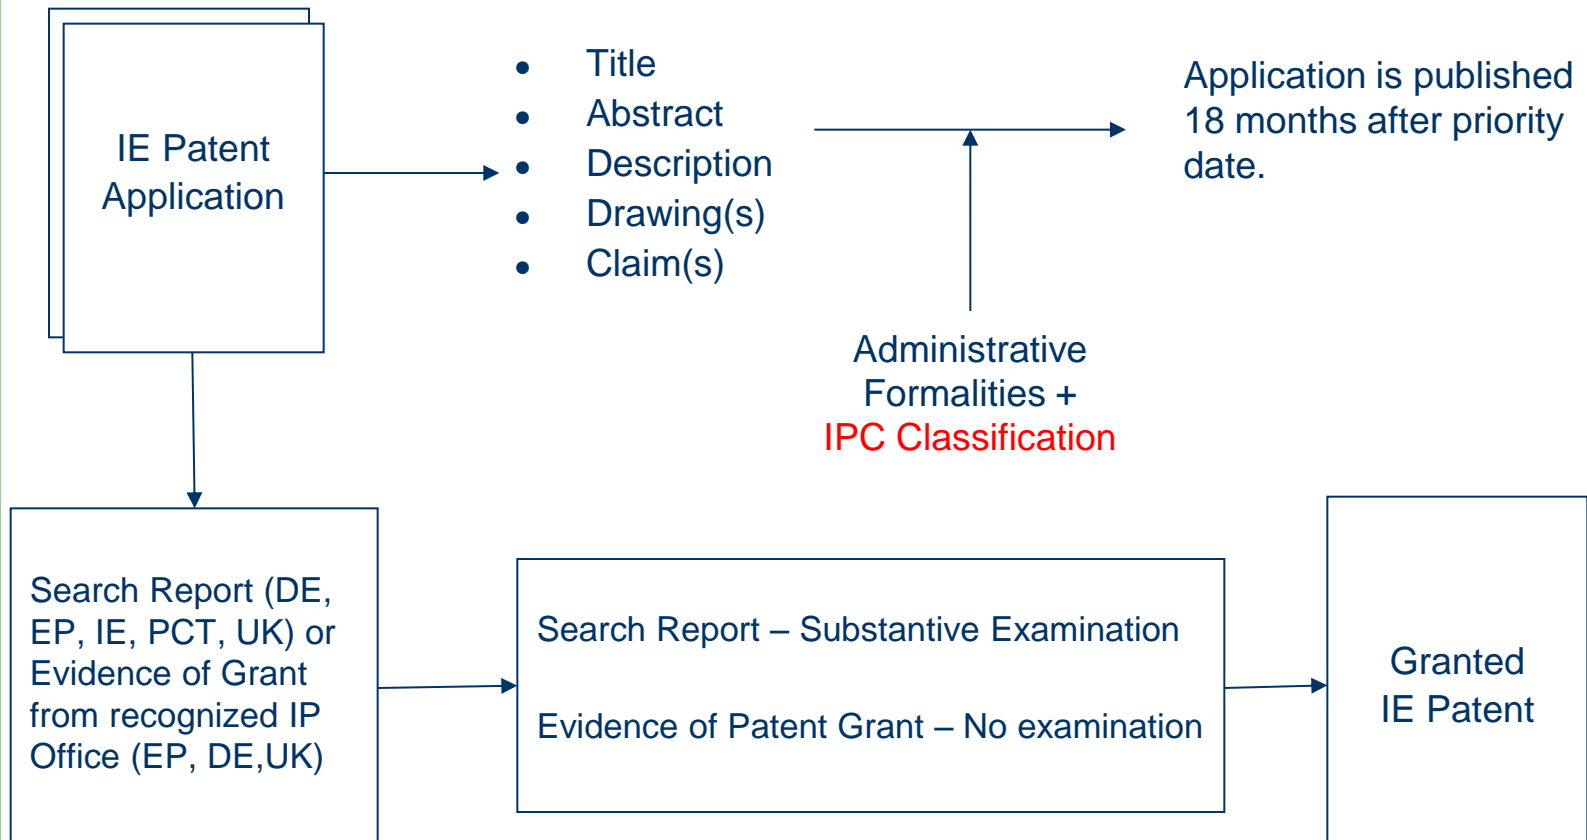 IE Patent
Application
● Title
● Abstract
● Description
● Drawing(s)
● Claim(s)
Application is published
18 months after priority
date.
Administrative
Formalities +
IPC Classification
Search Report (DE,
EP, IE, PCT, UK) or
Evidence of Grant
from recognized IP
Office (EP, DE,UK)
Search Report – Substantive Examination
Evidence of Patent Grant – No examination
Granted
IE Patent